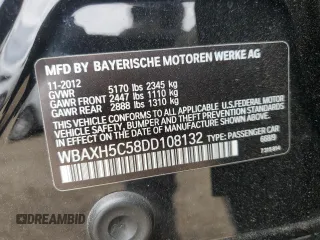 MFD BY BAYERISCHE MOTOREN WERKE AG
11-2012
GVWR 5170 lbs 2345 kg
GAWR FRONT 2447 lbs 1110 kg
GAWR REAR 2888 lbs 1310 kg
THIS VEHICLE CONFORMS TO ALL APPLICABLE U.S. FEDERAL MOTOR VEHICLE SAFETY, BUMPER, AND THEFT PREVENTION STANDARDS IN EFFECT ON THE DATE OF MANUFACTURE SHOWN ABOVE.
WBAXH5C58DD108132
PASSENGER CAR
DREAMBID